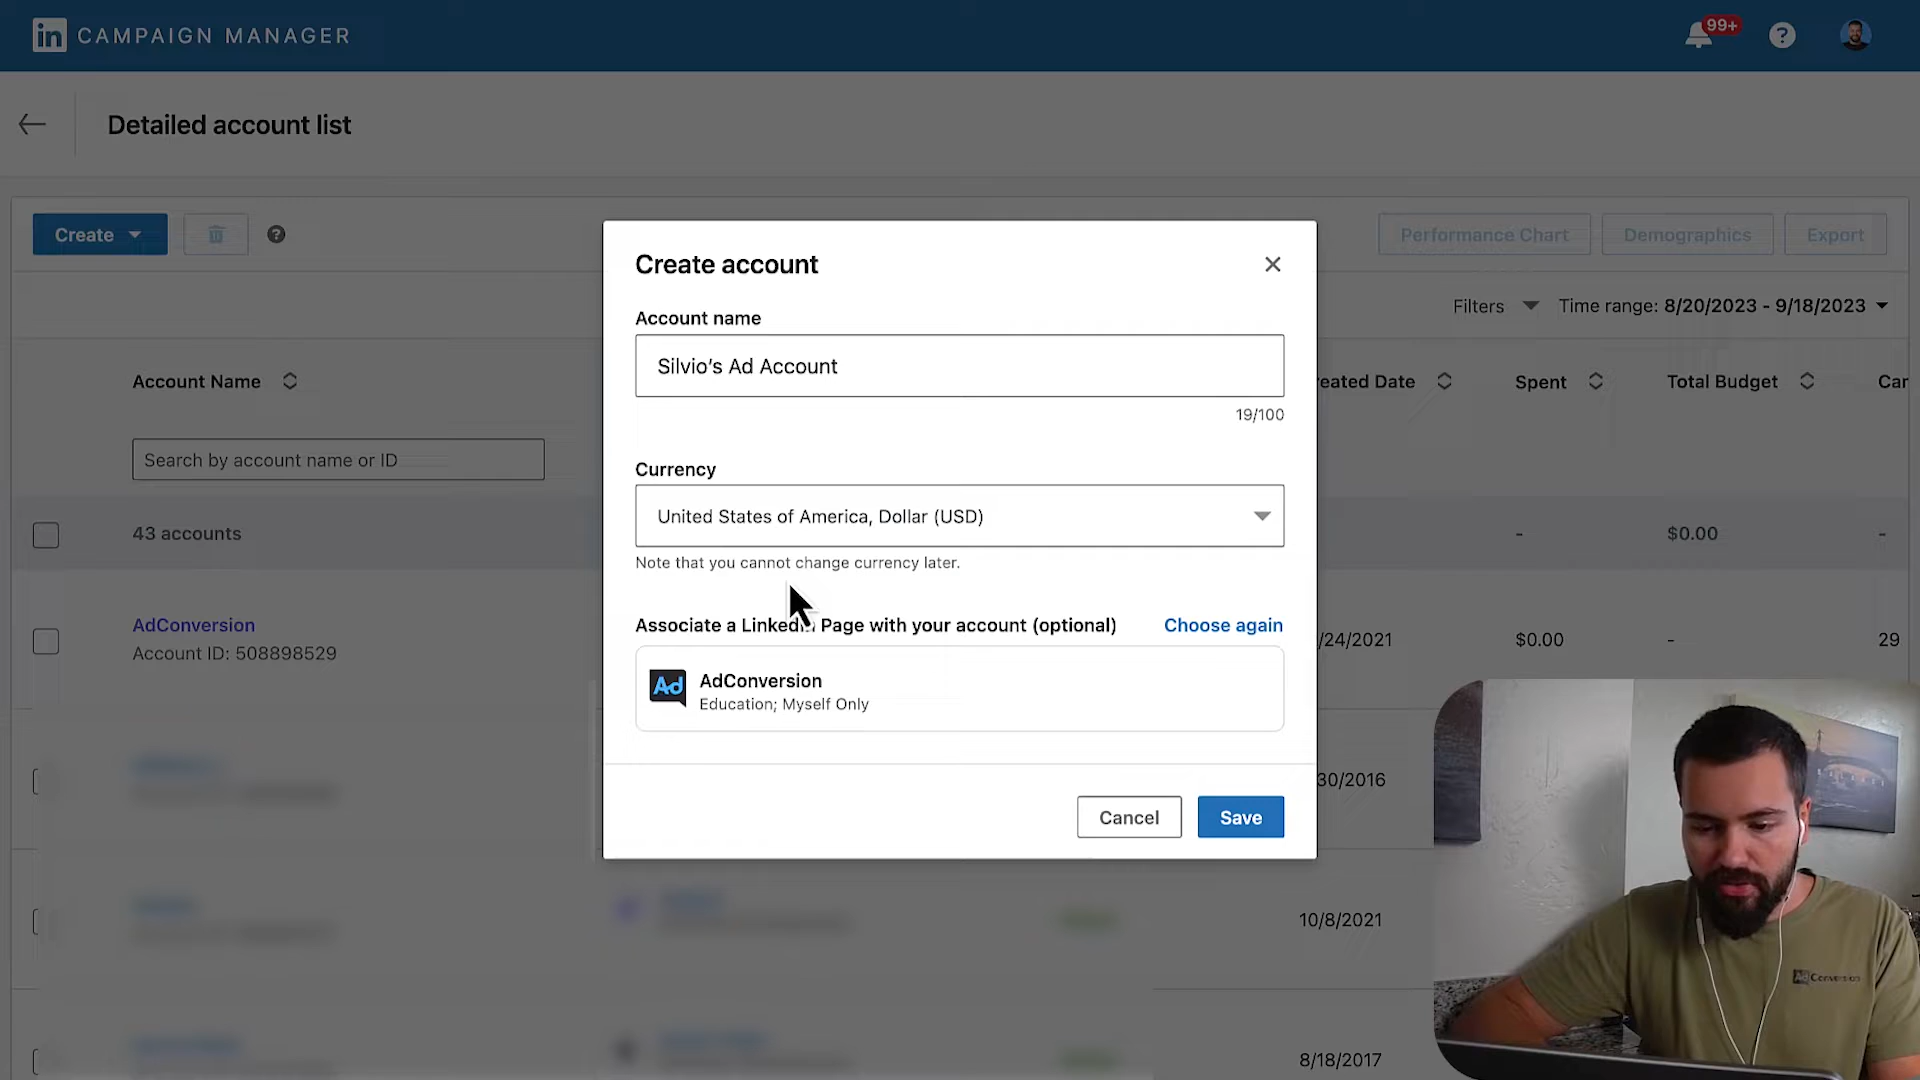 in CAMPAIGN MANAGER
99+
?
Detailed account list
Create
?
Performance Chart
Demographics
Export
Filters
Time range: 8/20/2023 - 9/18/2023
Account Name
eated Date
Spent
Total Budget
Car
Search by account name or ID
43 accounts
-
$0.00
-
AdConversion
Account ID: 508898529
/24/2021
$0.00
-
29
30/2016
10/8/2021
8/18/2017
Create account
Account name
Silvio’s Ad Account
19/100
Currency
United States of America, Dollar (USD)
Note that you cannot change currency later.
Associate a LinkedIn Page with your account (optional)
Choose again
Ad
AdConversion
Education; Myself Only
Cancel
Save
AdConversion